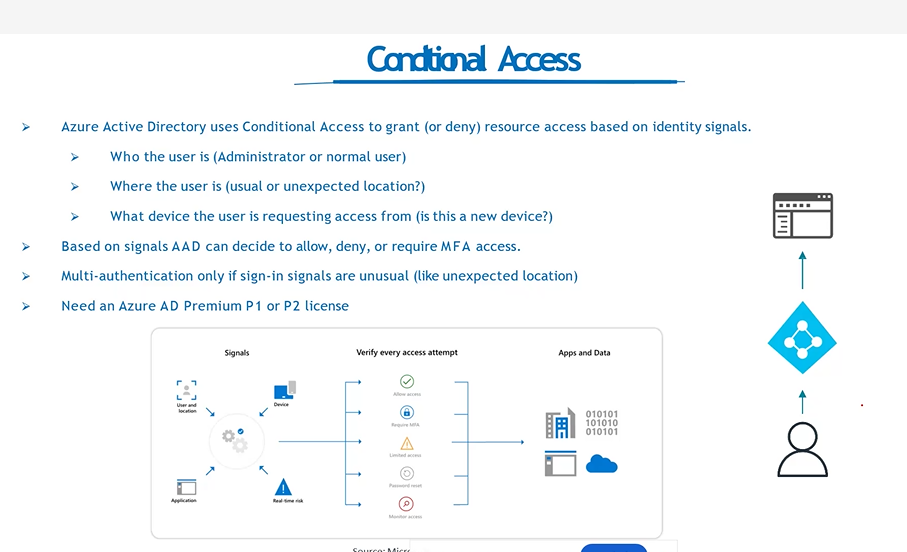 Conditional Access
Azure Active Directory uses Conditional Access to grant (or deny) resource access based on identity signals.
Who the user is (Administrator or normal user)
Where the user is (usual or unexpected location?)
What device the user is requesting access from (is this a new device?)
Based on signals AAD can decide to allow, deny, or require MFA access.
Multi-authentication only if sign-in signals are unusual (like unexpected location)
Need an Azure AD Premium P1 or P2 license
Signals
Verify every access attempt
Apps and Data
User and
location
Device
Application
Real-time risk
Allow access
Require MFA
Limited access
Password reset
Monitor access
010101
101010
010101
Source: